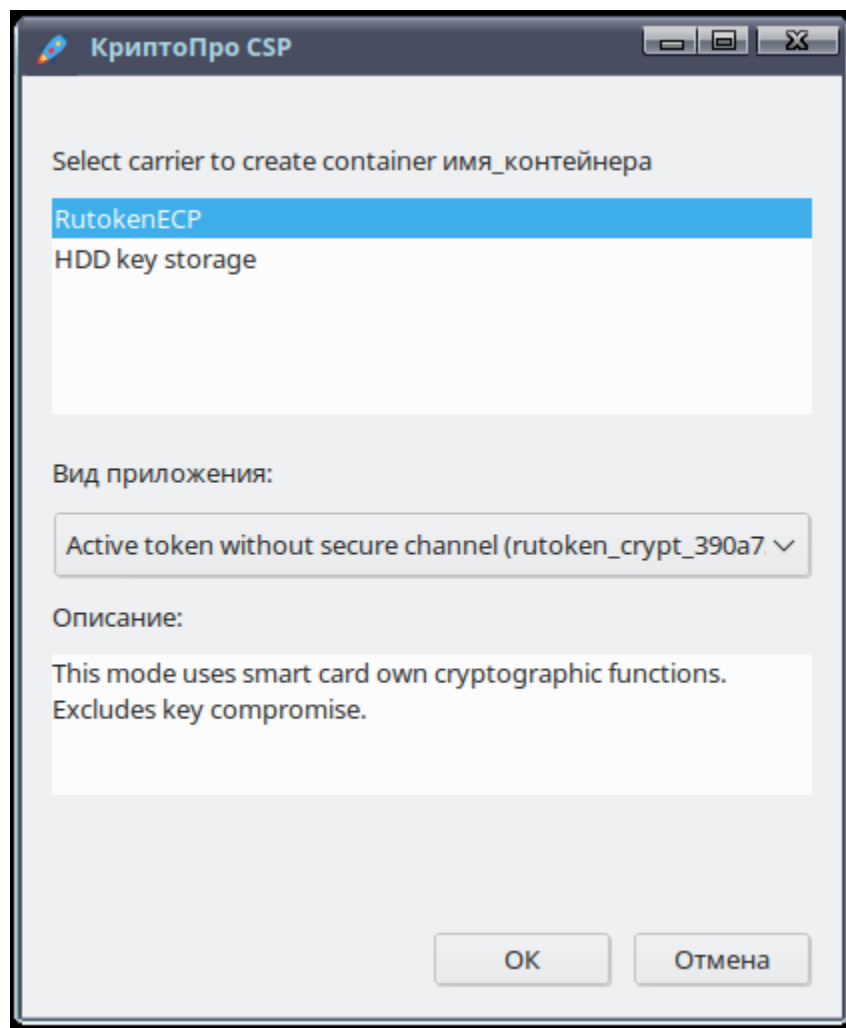 КриптоПро CSP
Select carrier to create container имя_контейнера
RutokenECP
HDD key storage
Вид приложения:
Active token without secure channel (rutoken_crypt_390a7
Описание:
This mode uses smart card own cryptographic functions.
Excludes key compromise.
ОК
Отмена